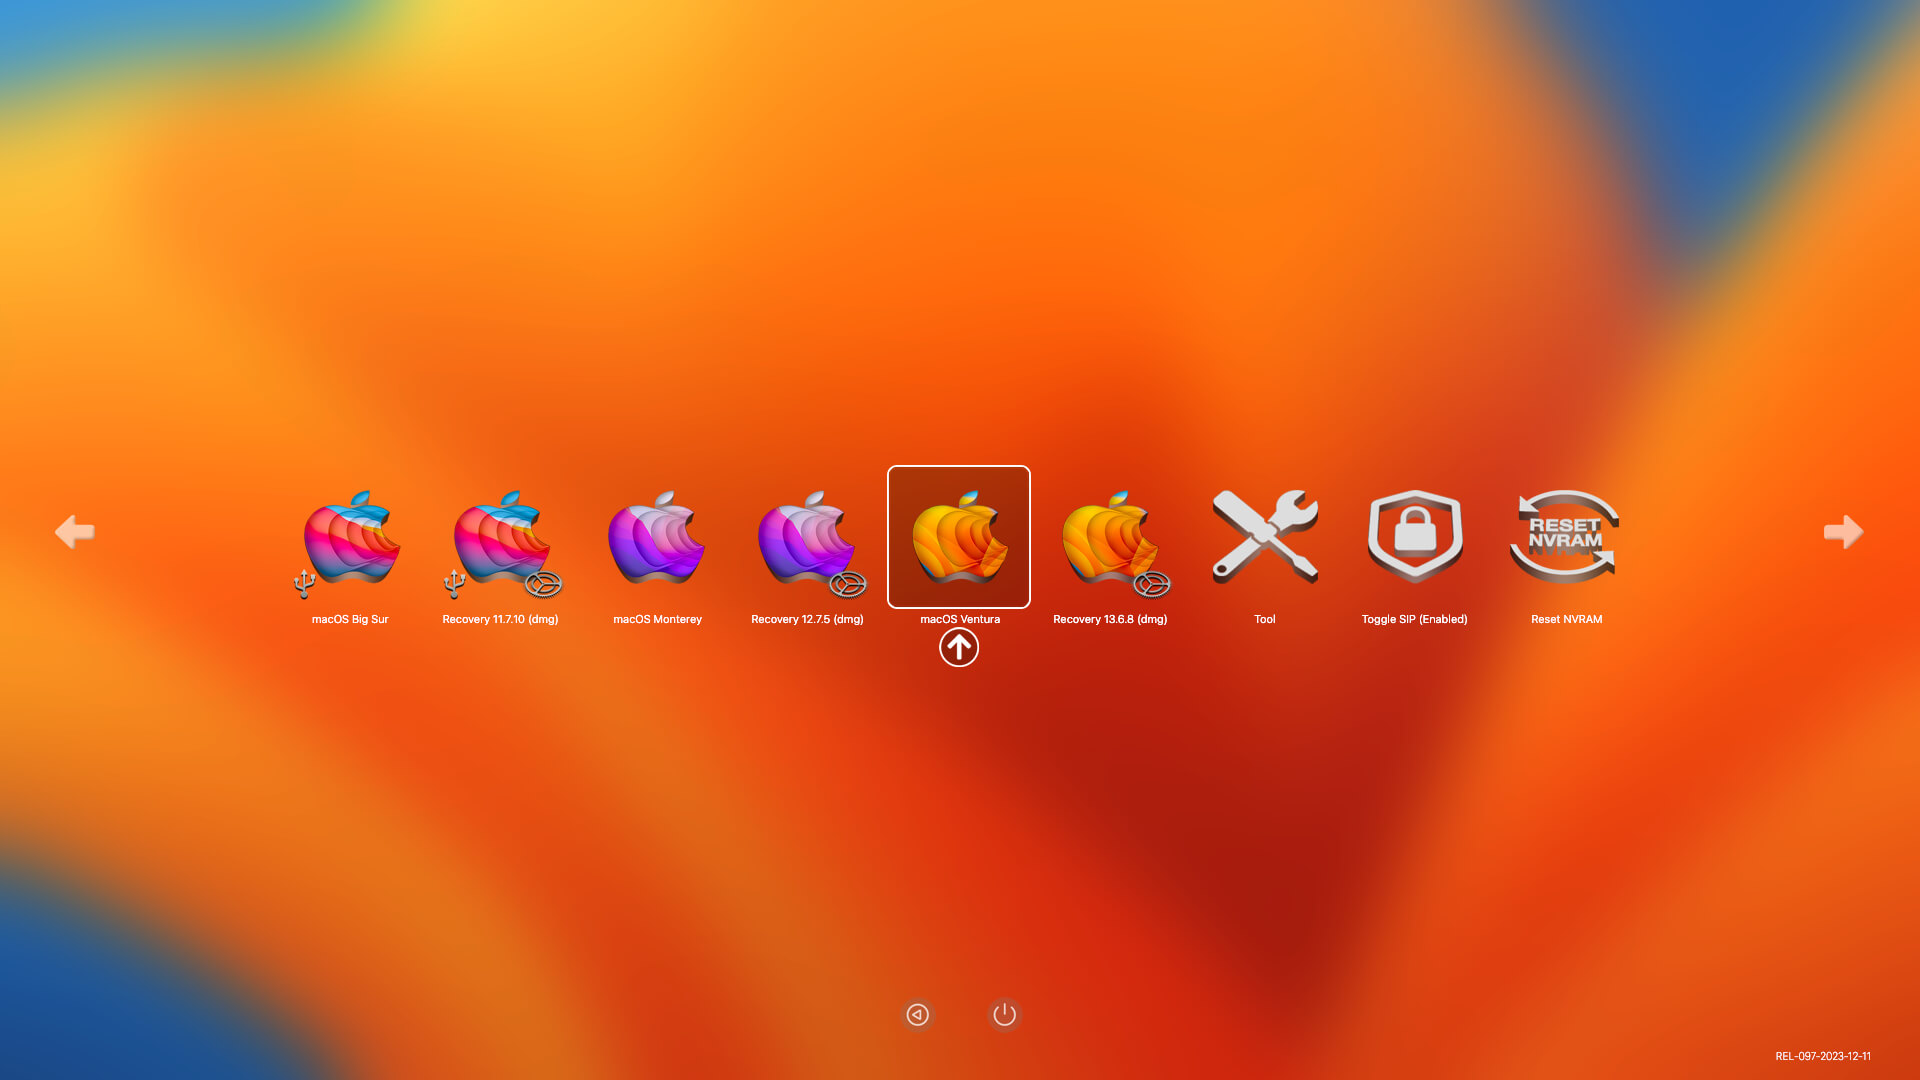 macOS Big Sur
Recovery 11.7.10 (dmg)
macOS Monterey
Recovery 12.7.5 (dmg)
macOS Ventura
Recovery 13.6.8 (dmg)
Tool
Toggle SIP (Enabled)
RESET
NVRAM
Reset NVRAM
REL-097-2023-12-11